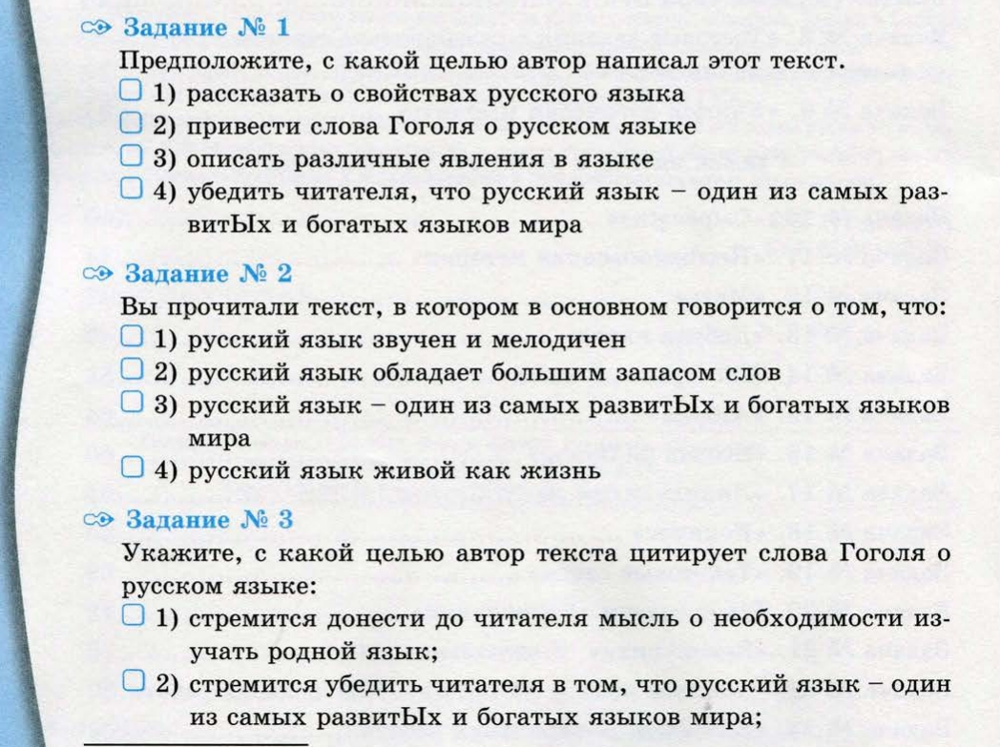 Задание № 1
Предположите, с какой целью автор написал этот текст.
1) рассказать о свойствах русского языка
2) привести слова Гоголя о русском языке
3) описать различные явления в языке
4) убедить читателя, что русский язык – один из самых раз-
витЫх и богатых языков мира
Задание № 2
Вы прочитали текст, в котором в основном говорится о том, что:
1) русский язык звучен и мелодичен
2) русский язык обладает большим запасом слов
3) русский язык – один из самых развитЫх и богатых языков
мира
4) русский язык живой как жизнь
Задание № 3
Укажите, с какой целью автор текста цитирует слова Гоголя о
русском языке:
1) стремится донести до читателя мысль о необходимости из-
учать родной язык;
2) стремится убедить читателя в том, что русский язык – один
из самых развитЫх и богатых языков мира;